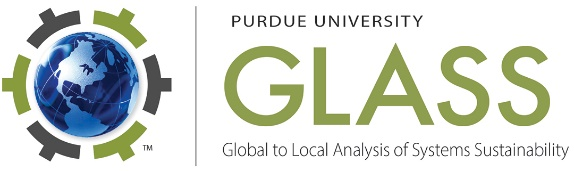 PURDUE UNIVERSITY
GLASS
Global to Local Analysis of Systems Sustainability
TM